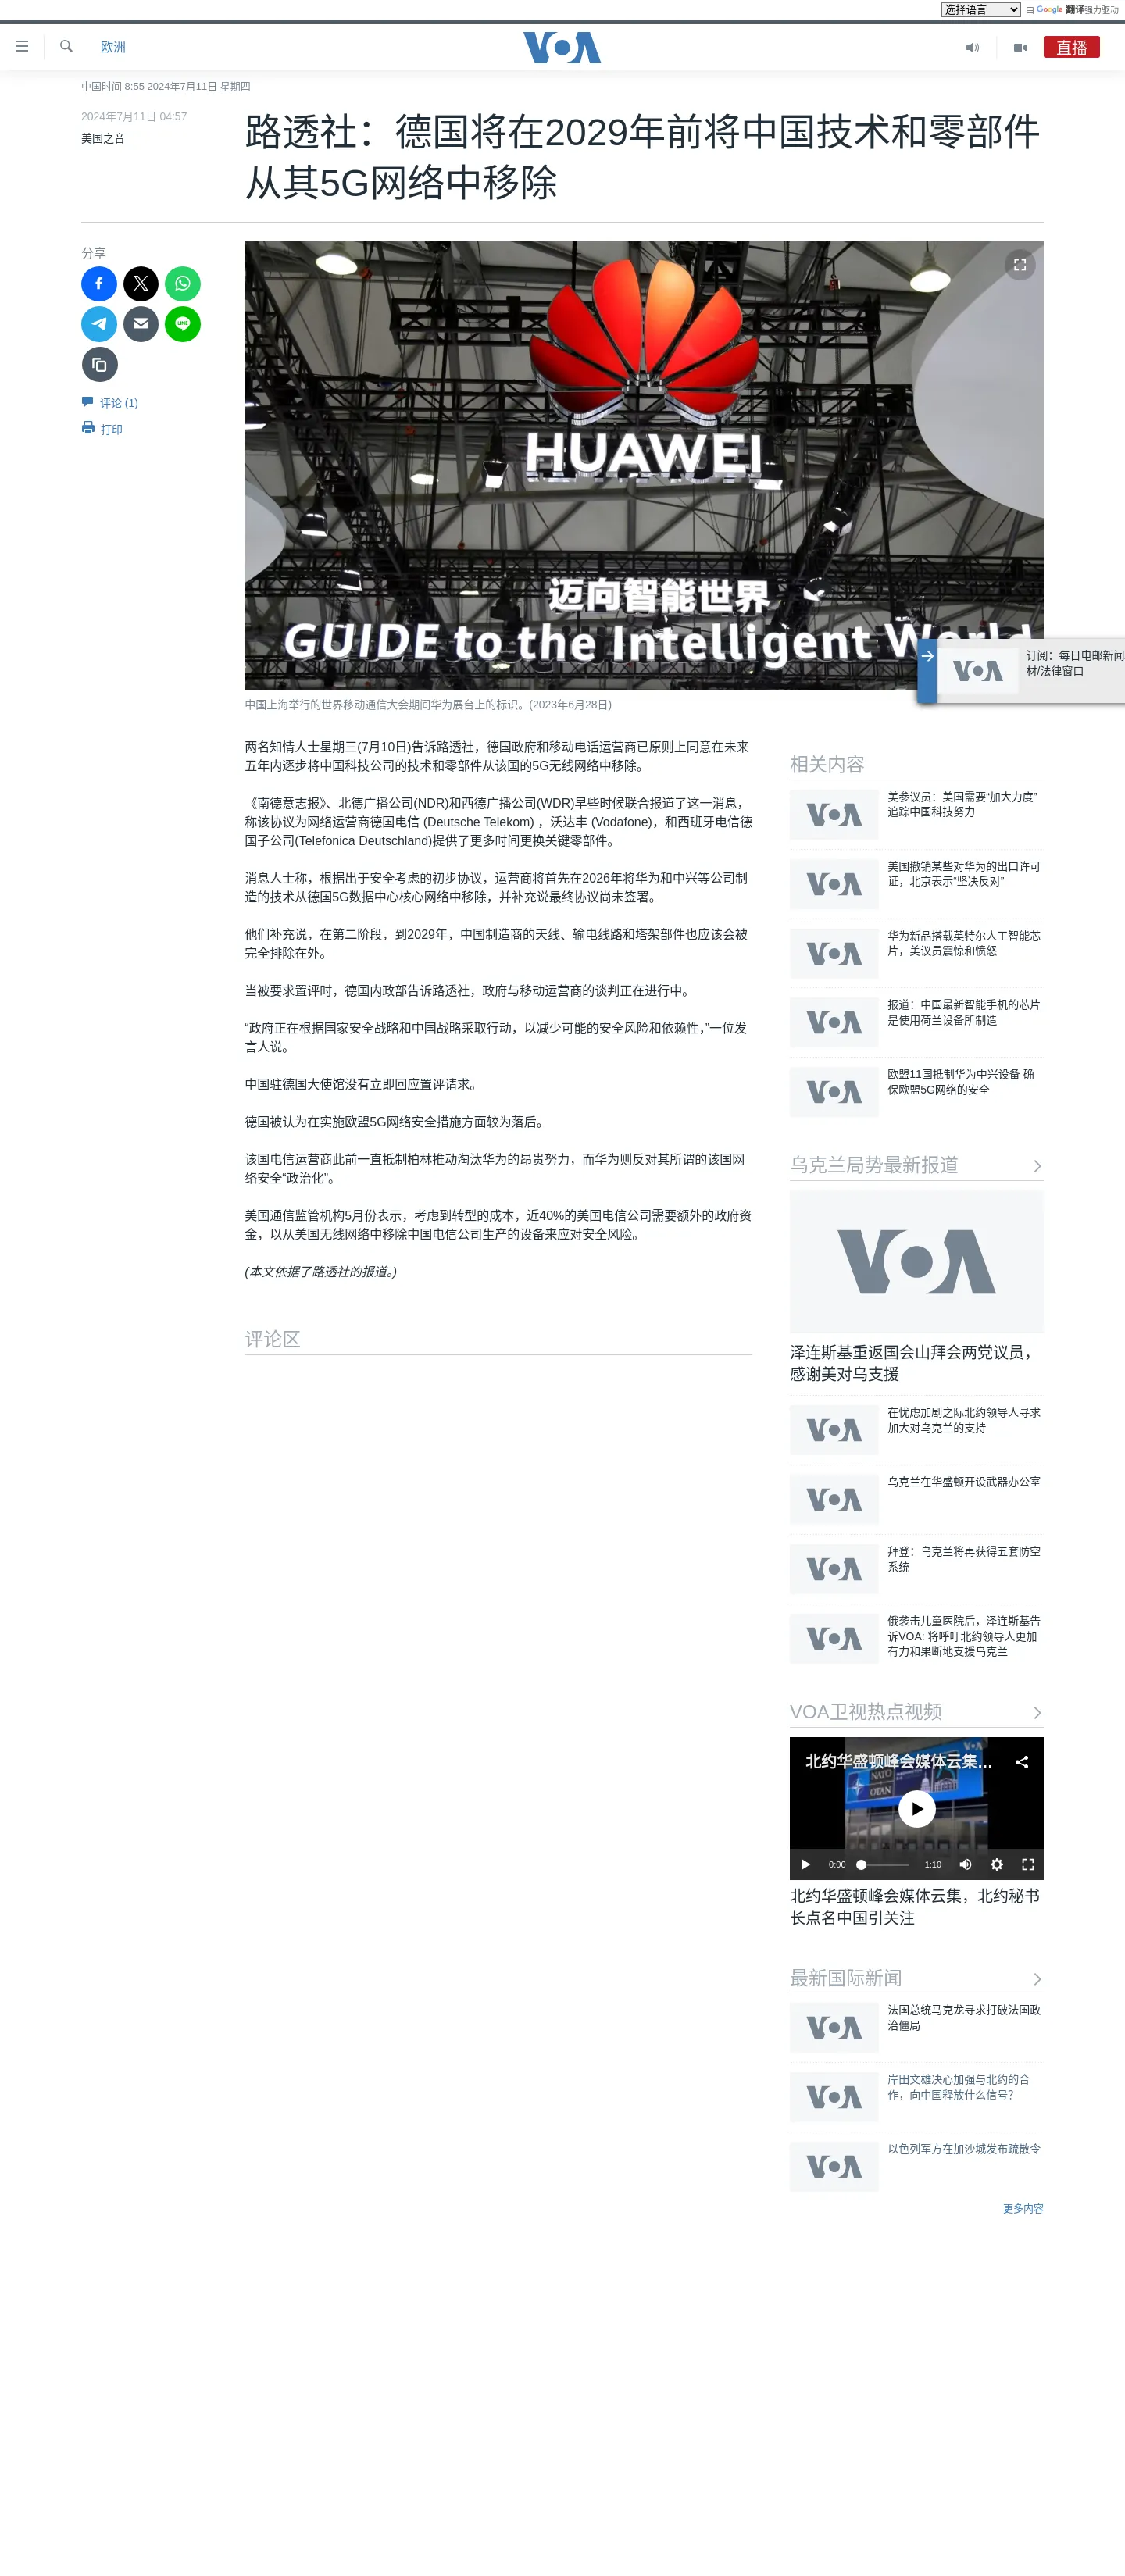 选择语言 由 Google 翻译强力驱动
欧洲 VOA 直播
中国时间 8:55 2024年7月11日 星期四
2024年7月11日 04:57
美国之音
路透社：德国将在2029年前将中国技术和零部件
从其5G网络中移除
分享
LINE
评论 (1)
打印
HUAWEI
迈向智能世界
GUIDE to the Intelligent World
VOA
订阅：每日电邮新闻
材/法律窗口
中国上海举行的世界移动通信大会期间华为展台上的标识。(2023年6月28日)
两名知情人士星期三(7月10日)告诉路透社，德国政府和移动电话运营商已原则上同意在未来
五年内逐步将中国科技公司的技术和零部件从该国的5G无线网络中移除。
《南德意志报》、北德广播公司(NDR)和西德广播公司(WDR)早些时候联合报道了这一消息，
称该协议为网络运营商德国电信 (Deutsche Telekom) ，沃达丰 (Vodafone)，和西班牙电信德
国子公司(Telefonica Deutschland)提供了更多时间更换关键零部件。
消息人士称，根据出于安全考虑的初步协议，运营商将首先在2026年将华为和中兴等公司制
造的技术从德国5G数据中心核心网络中移除，并补充说最终协议尚未签署。
他们补充说，在第二阶段，到2029年，中国制造商的天线、输电线路和塔架部件也应该会被
完全排除在外。
当被要求置评时，德国内政部告诉路透社，政府与移动运营商的谈判正在进行中。
“政府正在根据国家安全战略和中国战略采取行动，以减少可能的安全风险和依赖性，”一位发
言人说。
中国驻德国大使馆没有立即回应置评请求。
德国被认为在实施欧盟5G网络安全措施方面较为落后。
该国电信运营商此前一直抵制柏林推动淘汰华为的昂贵努力，而华为则反对其所谓的该国网
络安全“政治化”。
美国通信监管机构5月份表示，考虑到转型的成本，近40%的美国电信公司需要额外的政府资
金，以从美国无线网络中移除中国电信公司生产的设备来应对安全风险。
(本文依据了路透社的报道。)
评论区
相关内容
VOA
美参议员：美国需要“加大力度”
追踪中国科技努力
VOA
美国撤销某些对华为的出口许可
证，北京表示“坚决反对”
VOA
华为新品搭载英特尔人工智能芯
片，美议员震惊和愤怒
VOA
报道：中国最新智能手机的芯片
是使用荷兰设备所制造
VOA
欧盟11国抵制华为中兴设备 确
保欧盟5G网络的安全
乌克兰局势最新报道
VOA
泽连斯基重返国会山拜会两党议员，
感谢美对乌支援
VOA
在忧虑加剧之际北约领导人寻求
加大对乌克兰的支持
VOA
乌克兰在华盛顿开设武器办公室
VOA
拜登：乌克兰将再获得五套防空
系统
VOA
俄袭击儿童医院后，泽连斯基告
诉VOA: 将呼吁北约领导人更加
有力和果断地支援乌克兰
VOA卫视热点视频
VOA
北约华盛顿峰会媒体云集...
NATO
OTAN
0:00 1:10
北约华盛顿峰会媒体云集，北约秘书
长点名中国引关注
最新国际新闻
VOA
法国总统马克龙寻求打破法国政
治僵局
VOA
岸田文雄决心加强与北约的合
作，向中国释放什么信号？
VOA
以色列军方在加沙城发布疏散令
更多内容